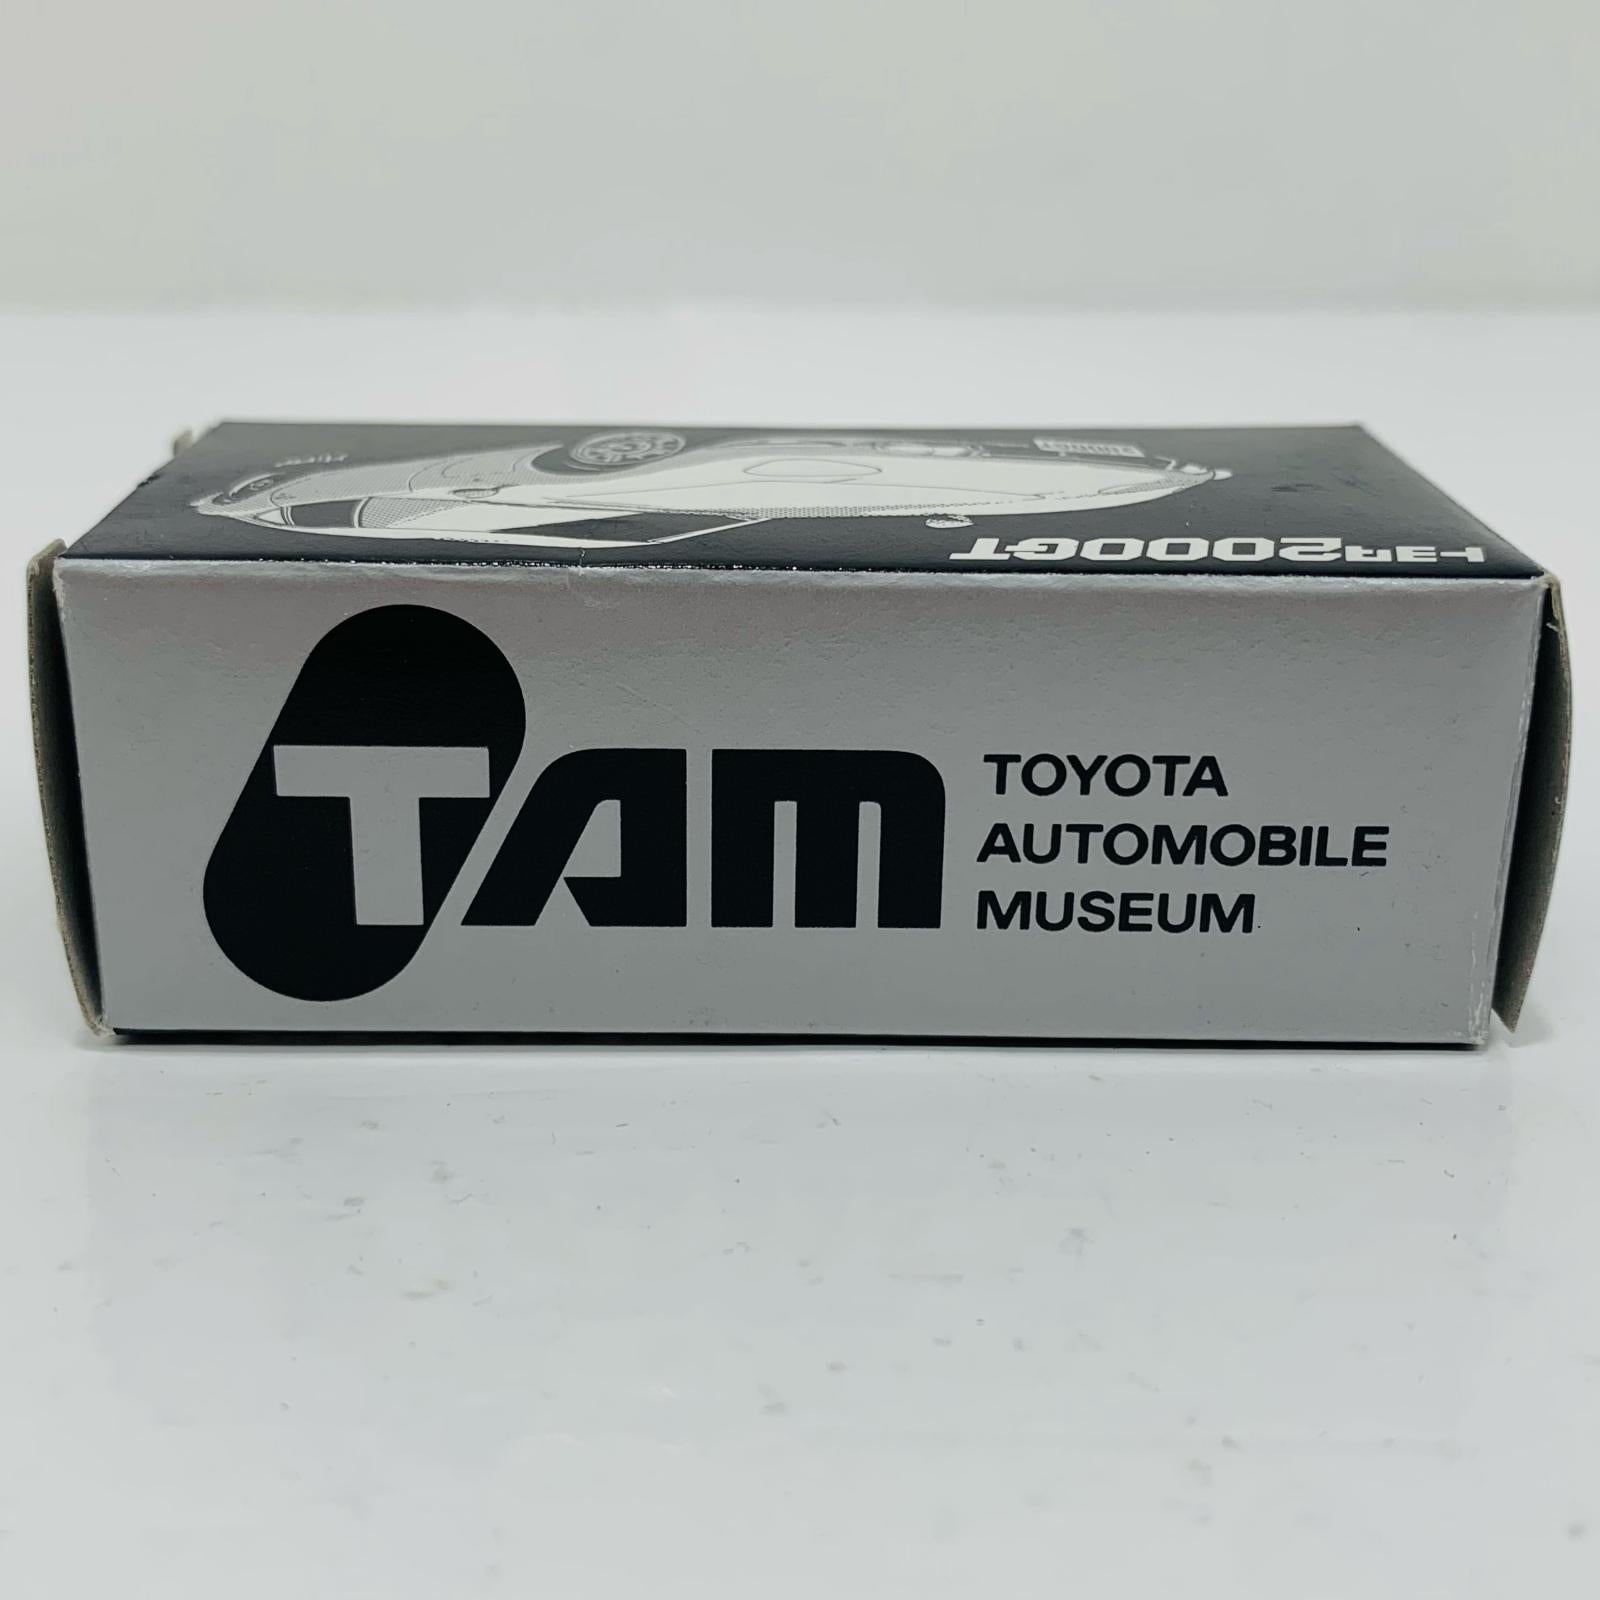 トヨタ2000GT
TAM
TOYOTA
AUTOMOBILE
MUSEUM